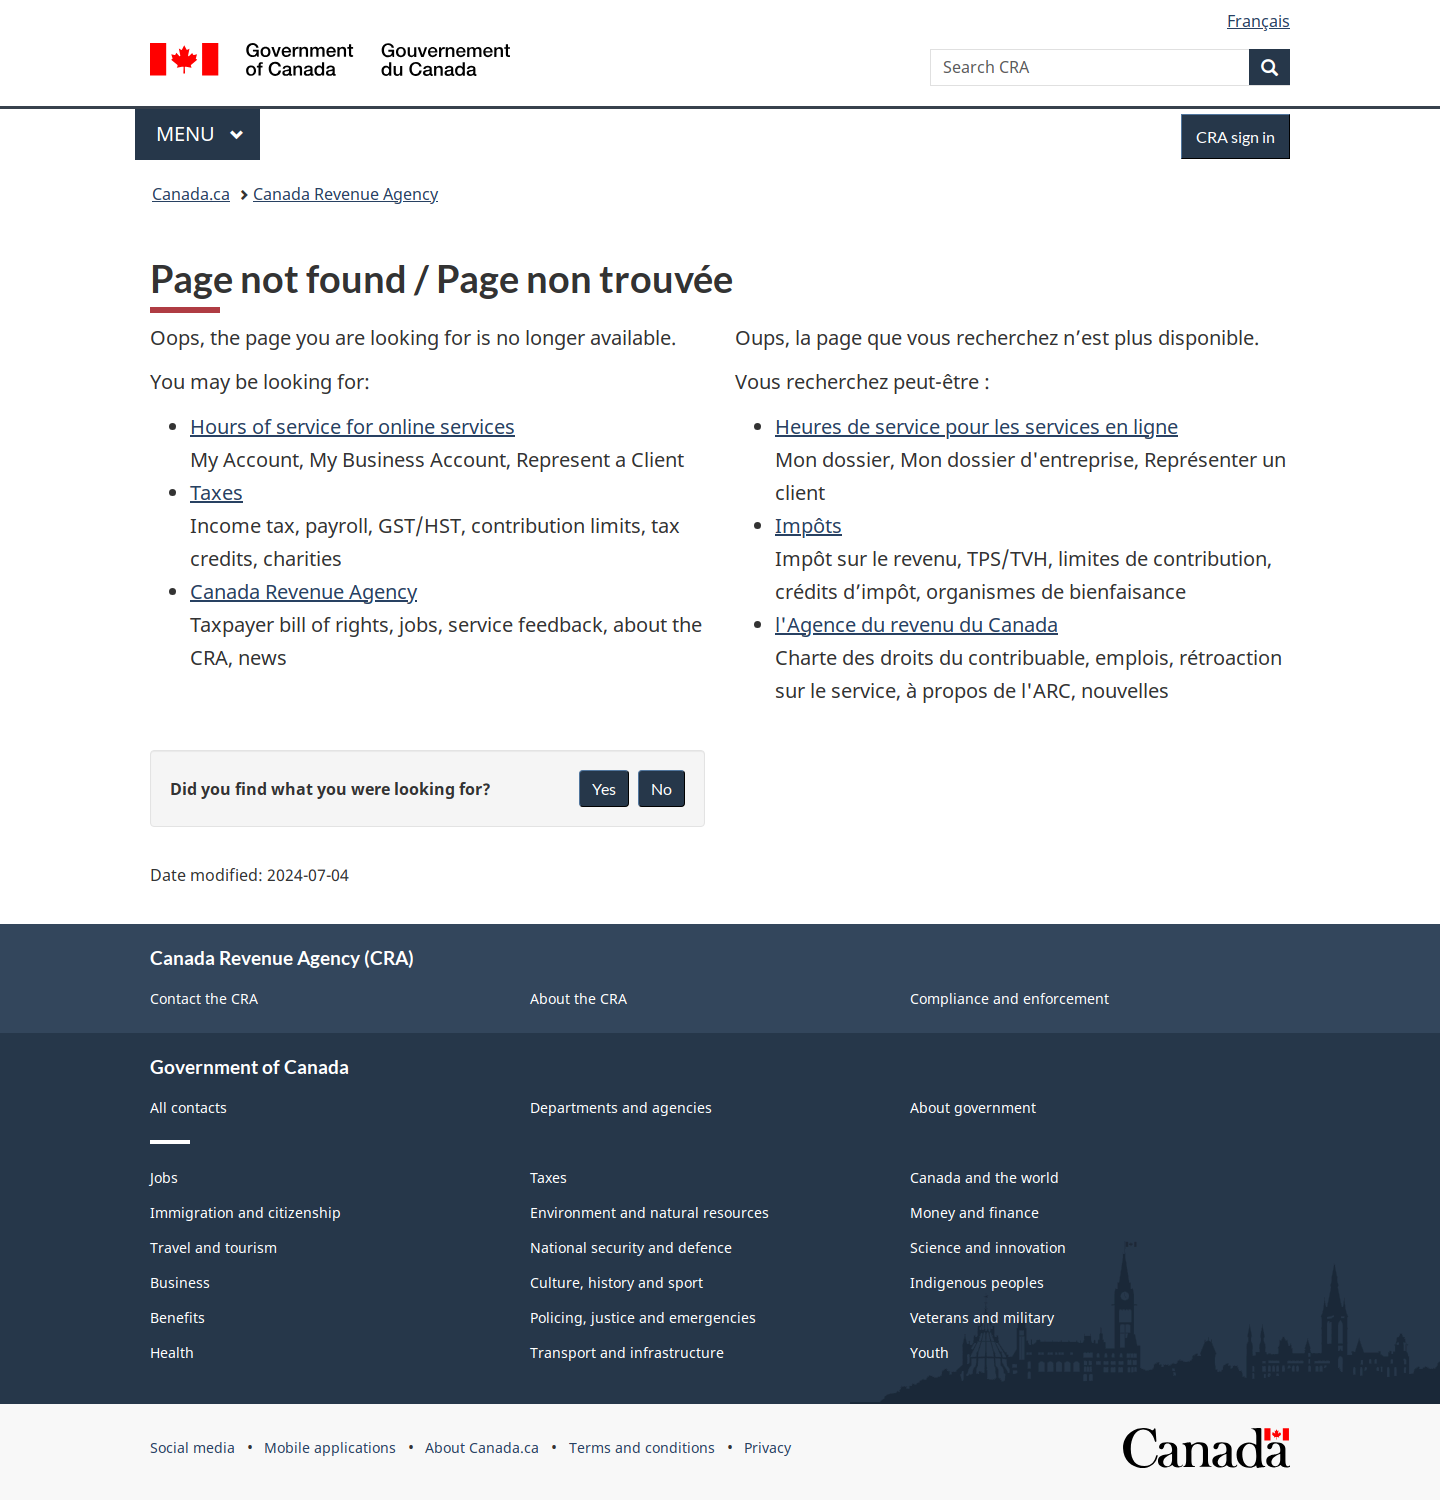 Français
Government
of Canada
Gouvernement
du Canada
Search CRA
MENU
CRA sign in
Canada.ca
Canada Revenue Agency
Page not found / Page non trouvée
Oops, the page you are looking for is no longer available.
You may be looking for:
Hours of service for online services
My Account, My Business Account, Represent a Client
Taxes
Income tax, payroll, GST/HST, contribution limits, tax
credits, charities
Canada Revenue Agency
Taxpayer bill of rights, jobs, service feedback, about the
CRA, news
Oups, la page que vous recherchez n’est plus disponible.
Vous recherchez peut-être :
Heures de service pour les services en ligne
Mon dossier, Mon dossier d'entreprise, Représenter un
client
Impôts
Impôt sur le revenu, TPS/TVH, limites de contribution,
crédits d’impôt, organismes de bienfaisance
l'Agence du revenu du Canada
Charte des droits du contribuable, emplois, rétroaction
sur le service, à propos de l'ARC, nouvelles
Did you find what you were looking for?
Yes
No
Date modified: 2024-07-04
Canada Revenue Agency (CRA)
Contact the CRA
About the CRA
Compliance and enforcement
Government of Canada
All contacts
Departments and agencies
About government
Jobs
Taxes
Canada and the world
Immigration and citizenship
Environment and natural resources
Money and finance
Travel and tourism
National security and defence
Science and innovation
Business
Culture, history and sport
Indigenous peoples
Benefits
Policing, justice and emergencies
Veterans and military
Health
Transport and infrastructure
Youth
Social media • Mobile applications • About Canada.ca • Terms and conditions • Privacy
Canada